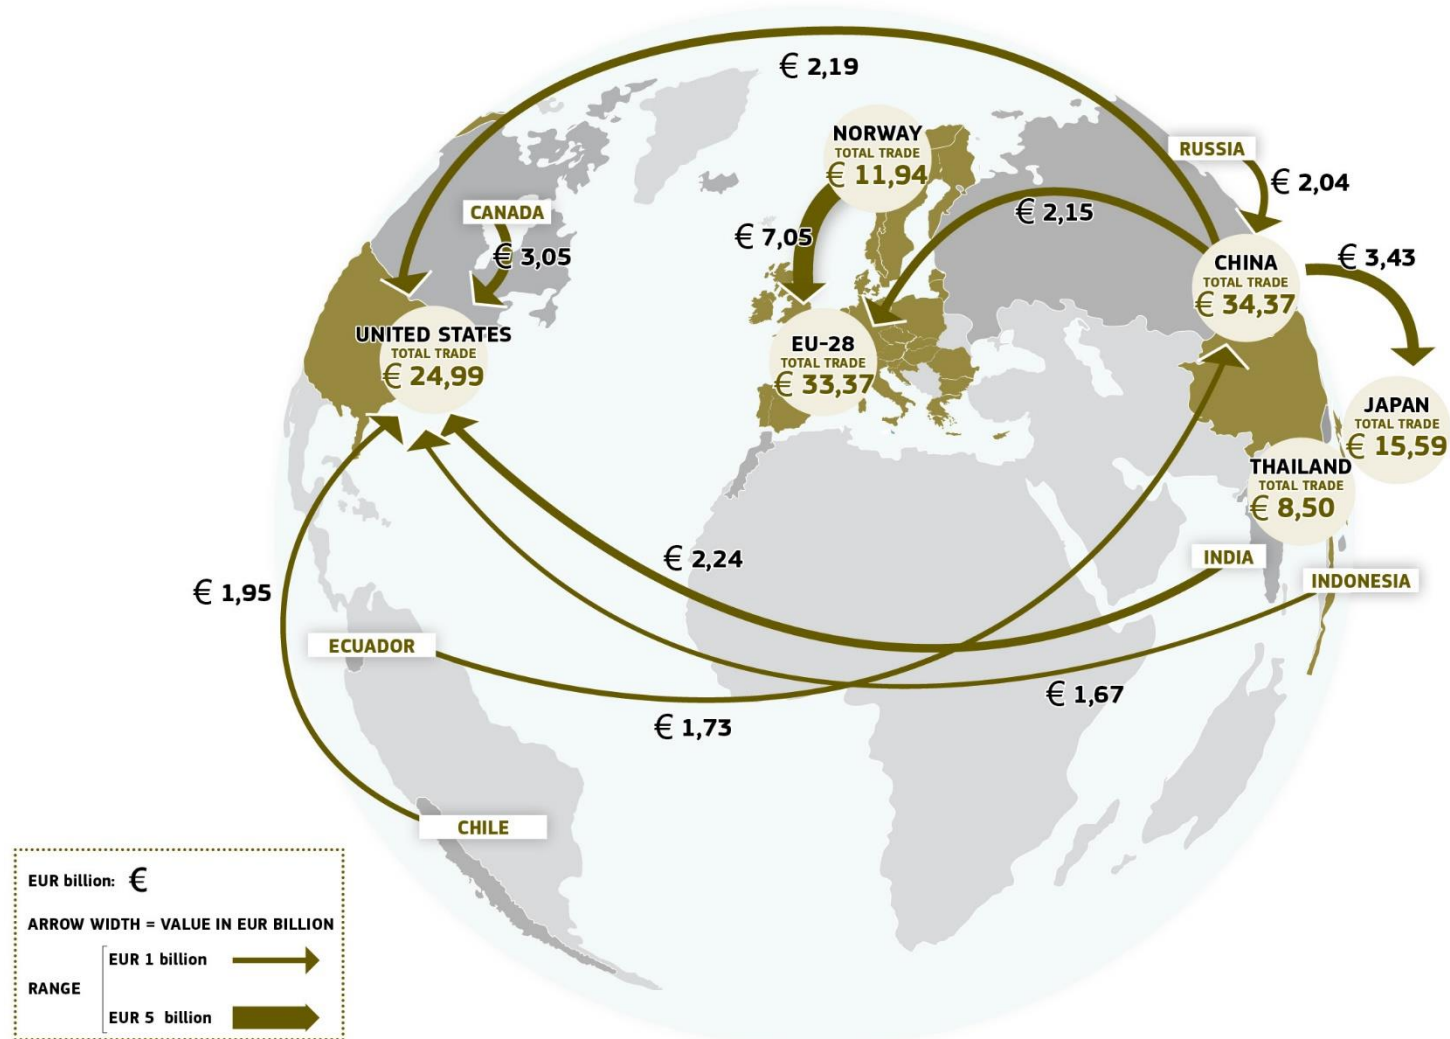 € 2,19
NORWAY
TOTAL TRADE
€ 11,94
RUSSIA
€ 2,04
CANADA
€ 3,05
€ 7,05
€ 2,15
CHINA
TOTAL TRADE
€ 34,37
€ 3,43
UNITED STATES
TOTAL TRADE
€ 24,99
EU-28
TOTAL TRADE
€ 33,37
JAPAN
TOTAL TRADE
€ 15,59
THAILAND
TOTAL TRADE
€ 8,50
€ 2,24
INDIA
INDONESIA
€ 1,95
ECUADOR
€ 1,67
€ 1,73
CHILE
EUR billion: €
ARROW WIDTH = VALUE IN EUR BILLION
RANGE
EUR 1 billion
EUR 5 billion